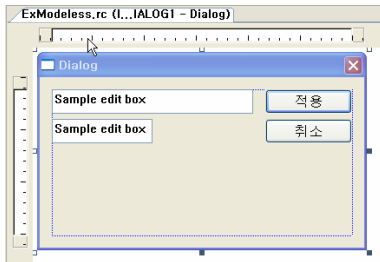 ExModeless.rc (I...IALOG1 - Dialog)
Dialog
Sample edit box
적용
Sample edit box
취소